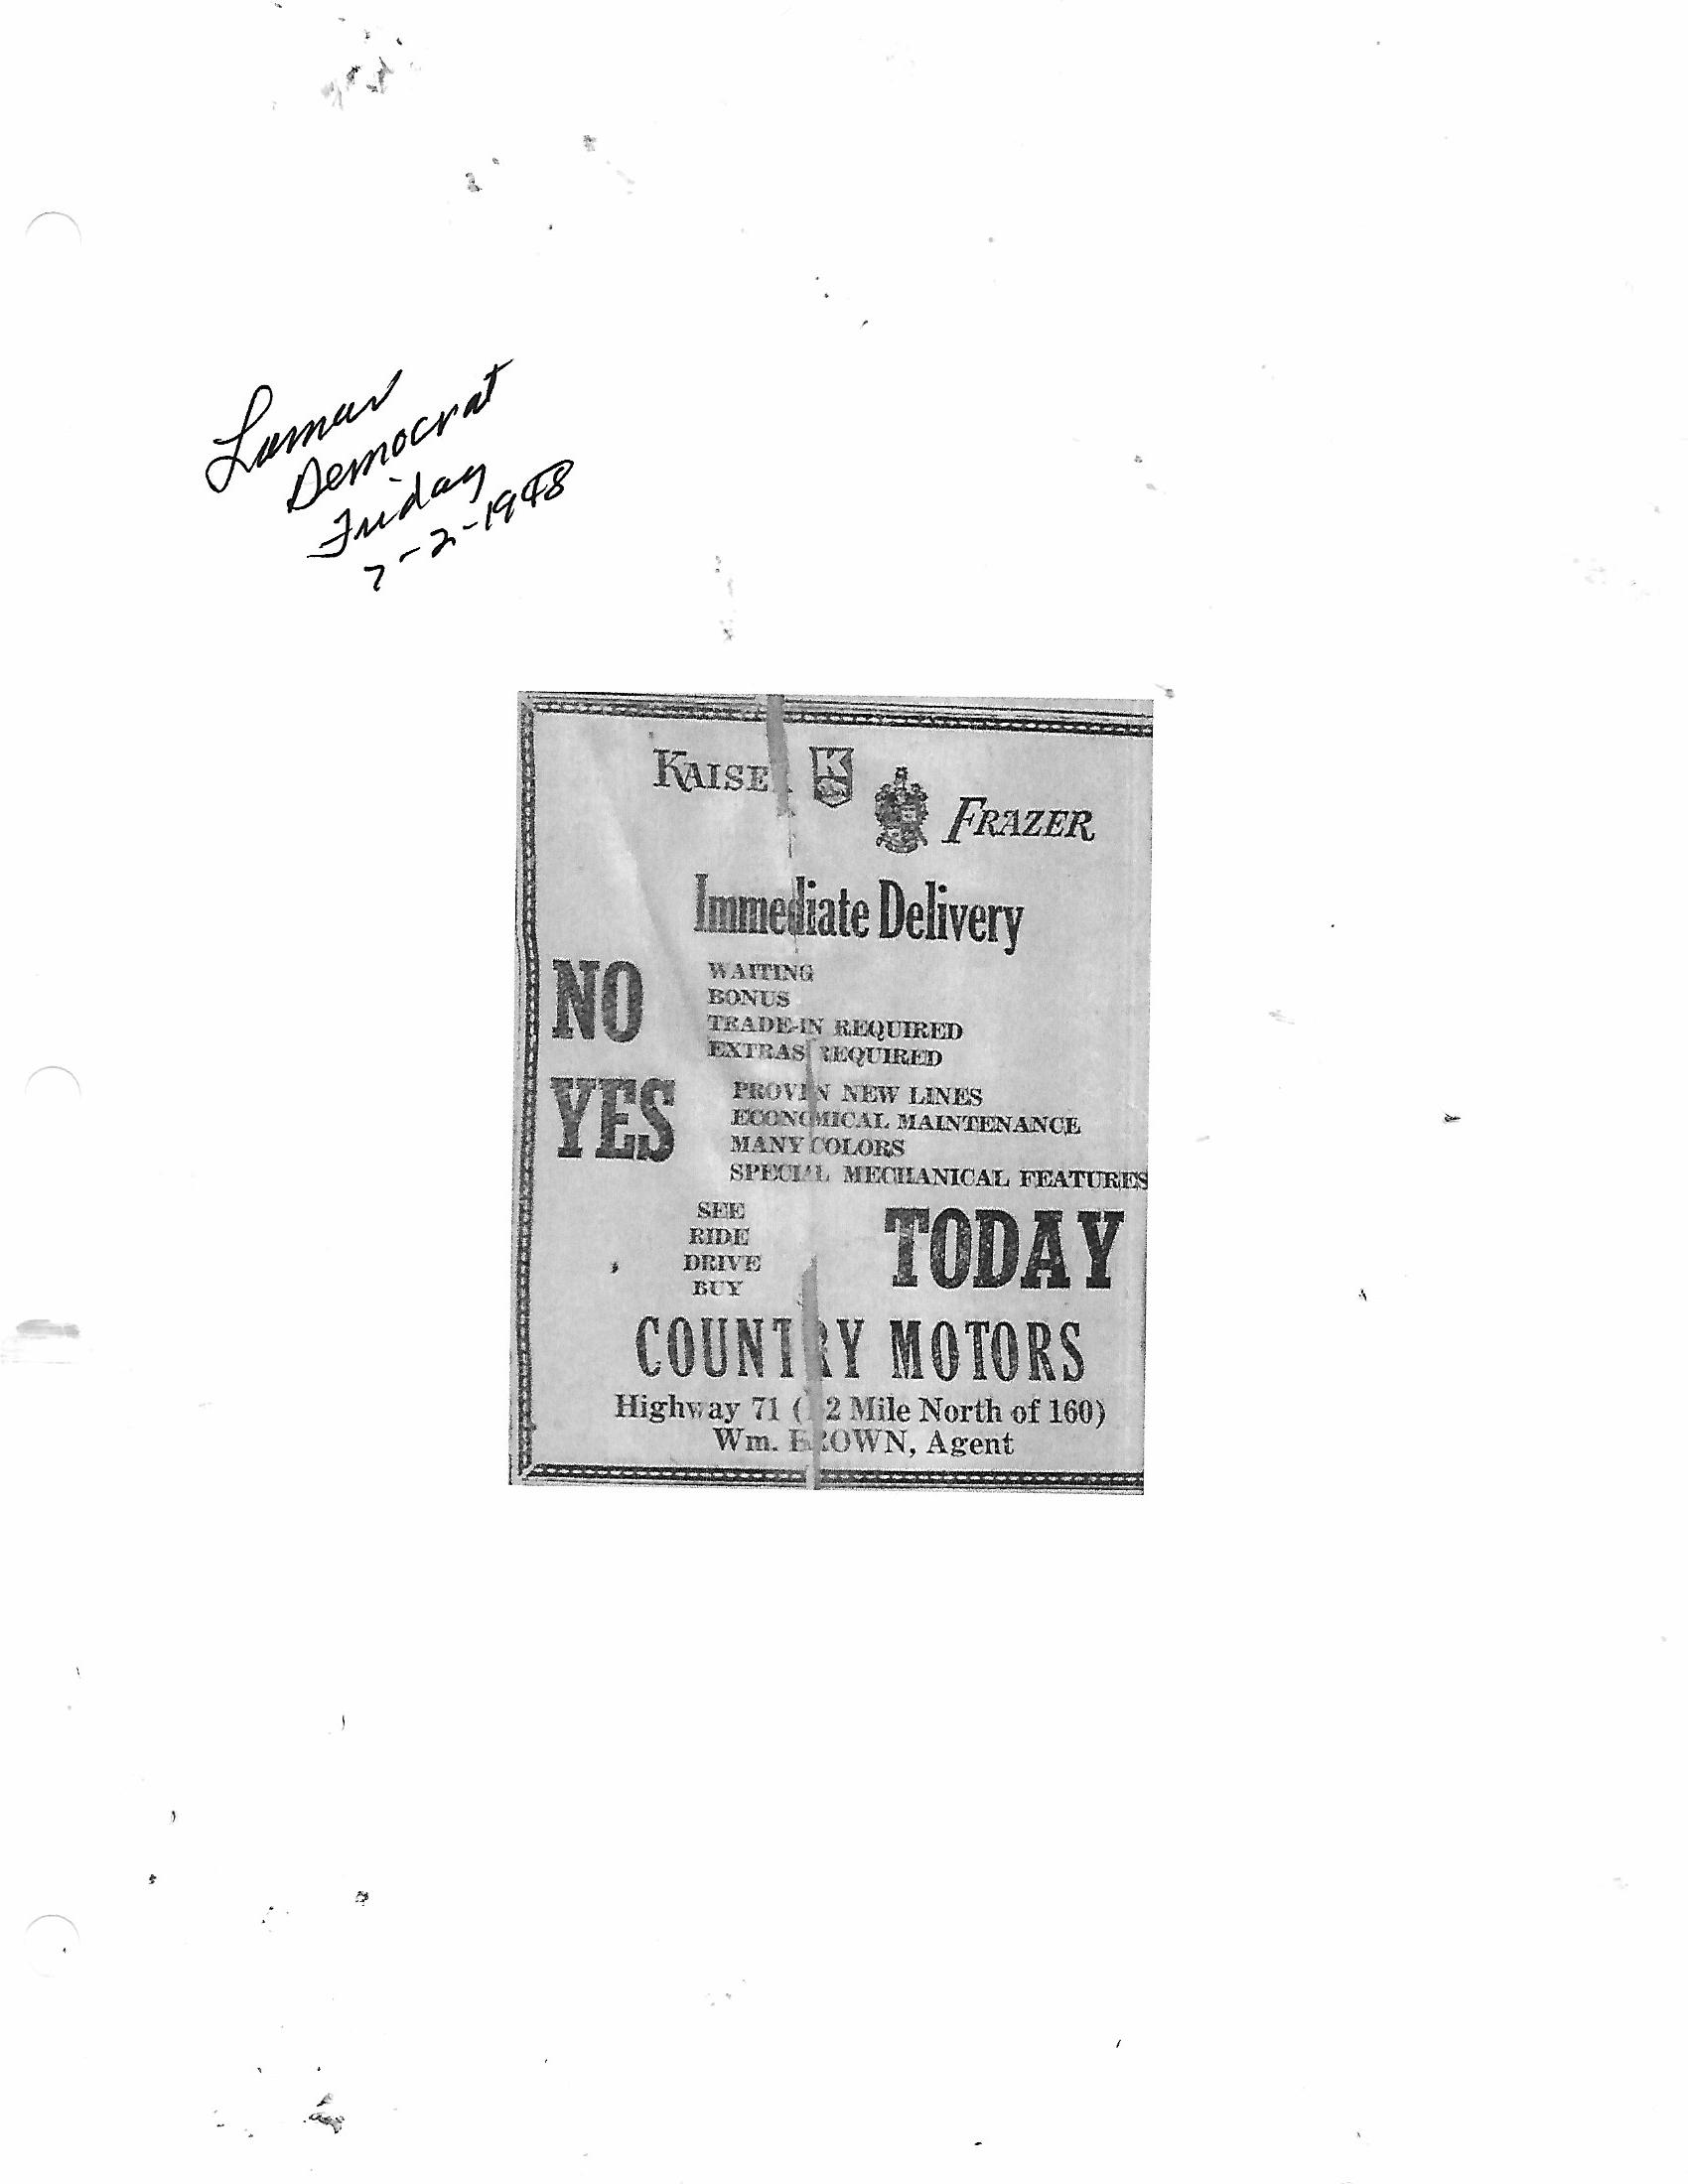 Lamar
Democrat
Friday
7-2-1948
KAISER K
FRAZER
Immediate Delivery
NO
WAITING
BONUS
TRADE-IN REQUIRED
EXTRAS REQUIRED
YES
PROVEN NEW LINES
ECONOMICAL MAINTENANCE
MANY COLORS
SPECIAL MECHANICAL FEATURES
SEE
RIDE
DRIVE
BUY
TODAY
COUNTRY MOTORS
Highway 71 ( 2 Mile North of 160)
Wm. BROWN, Agent